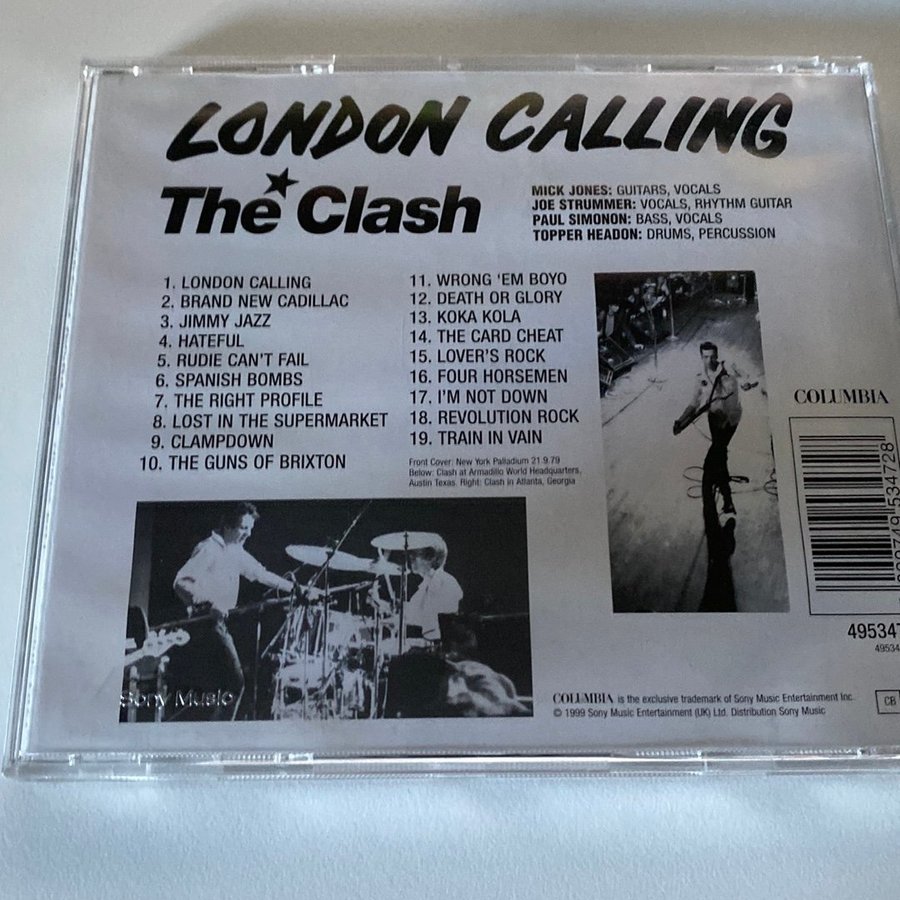 LONDON CALLING
The Clash
MICK JONES: GUITARS, VOCALS
JOE STRUMMER: VOCALS, RHYTHM GUITAR
PAUL SIMONON: BASS, VOCALS
TOPPER HEADON: DRUMS, PERCUSSION
1. LONDON CALLING
2. BRAND NEW CADILLAC
3. JIMMY JAZZ
4. HATEFUL
5. RUDIE CAN'T FAIL
6. SPANISH BOMBS
7. THE RIGHT PROFILE
8. LOST IN THE SUPERMARKET
9. CLAMPDOWN
10. THE GUNS OF BRIXTON
11. WRONG 'EM BOYO
12. DEATH OR GLORY
13. KOKA KOLA
14. THE CARD CHEAT
15. LOVER'S ROCK
16. FOUR HORSEMEN
17. I'M NOT DOWN
18. REVOLUTION ROCK
19. TRAIN IN VAIN
Front Cover: New York Palladium 21.9.79
Below: Clash at Armadillo World Headquarters,
Austin Texas. Right: Clash in Atlanta, Georgia
COLUMBIA
534728
49534
49534
Sony Music
COLUMBIA is the exclusive trademark of Sony Music Entertainment Inc.
© 1999 Sony Music Entertainment (UK) Ltd. Distribution Sony Music
CB